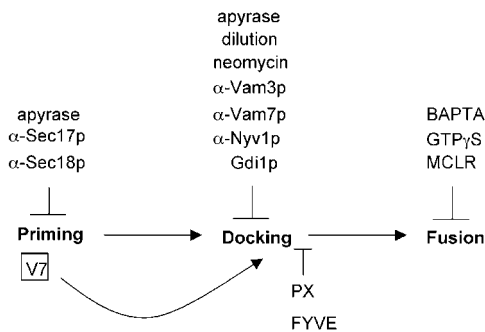 apyrase
dilution
neomycin
α-Vam3p
α-Vam7p
α-Nyv1p
Gdi1p
apyrase
α-Sec17p
α-Sec18p
BAPTA
GTPγS
MCLR
Priming
Docking
Fusion
V7
PX
FYVE